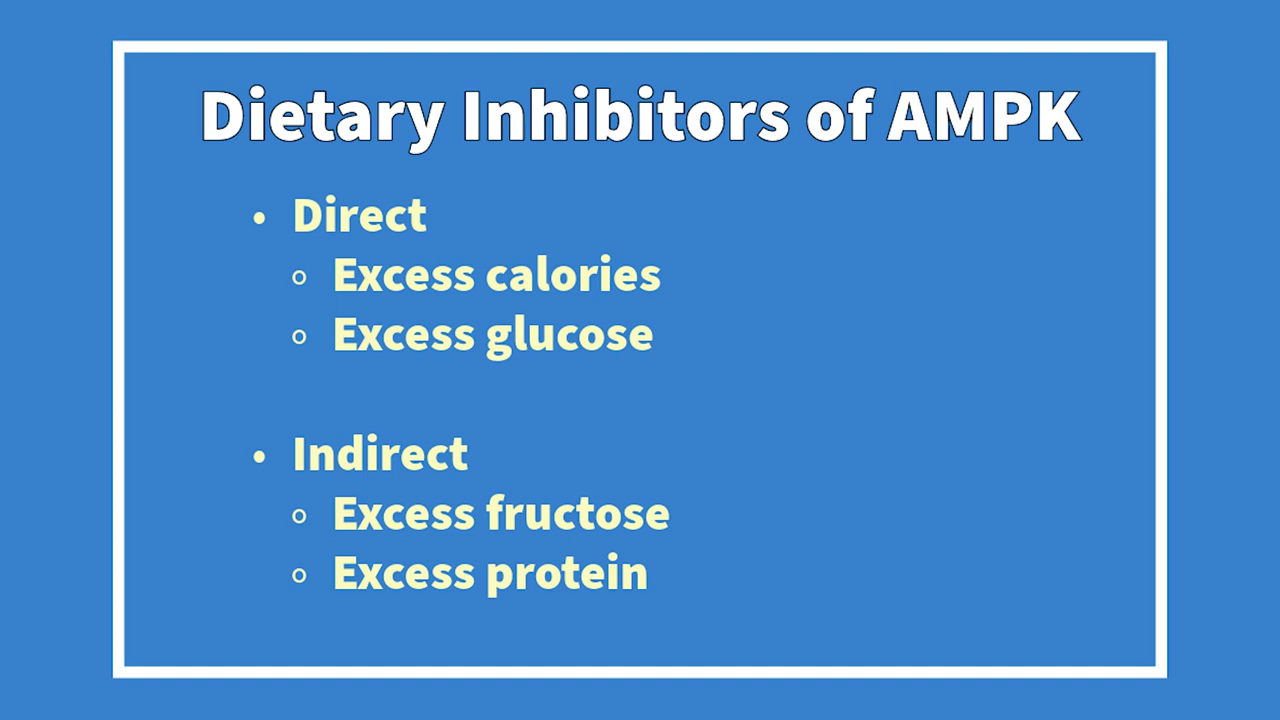 Dietary Inhibitors of AMPK
• Direct
○ Excess calories
○ Excess glucose
• Indirect
○ Excess fructose
○ Excess protein